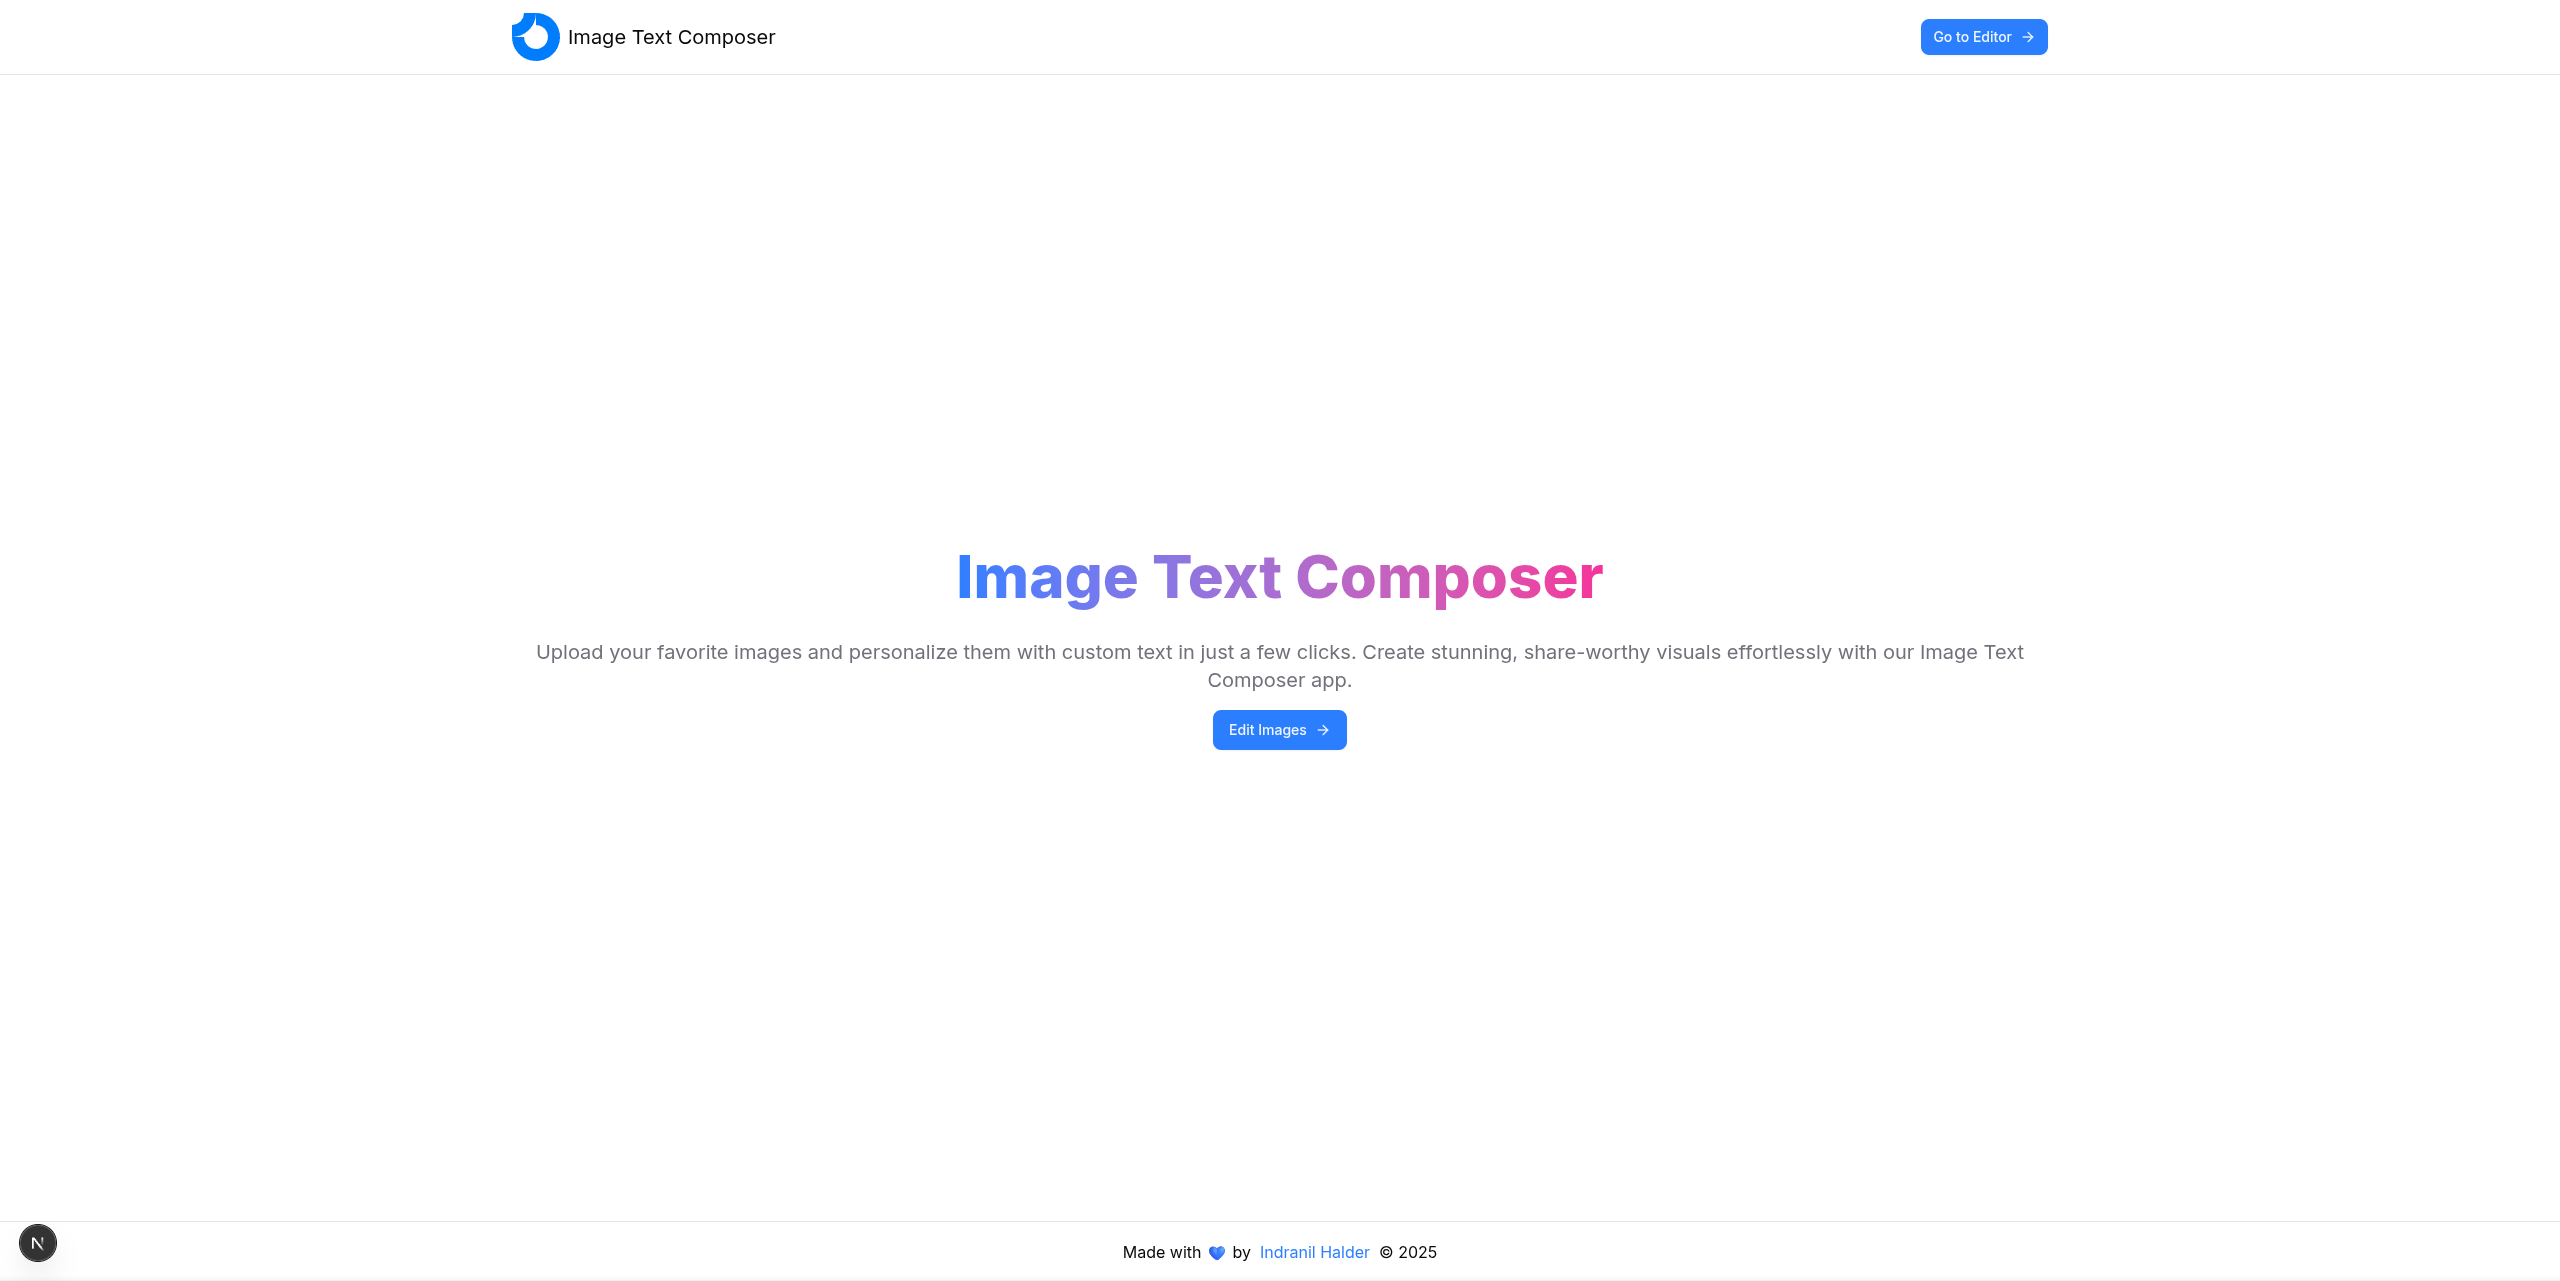 Image Text Composer
Go to Editor
Image Text Composer
Upload your favorite images and personalize them with custom text in just a few clicks. Create stunning, share-worthy visuals effortlessly with our Image Text
Composer app.
Edit Images
N
Made with 💙 by Indranil Halder © 2025